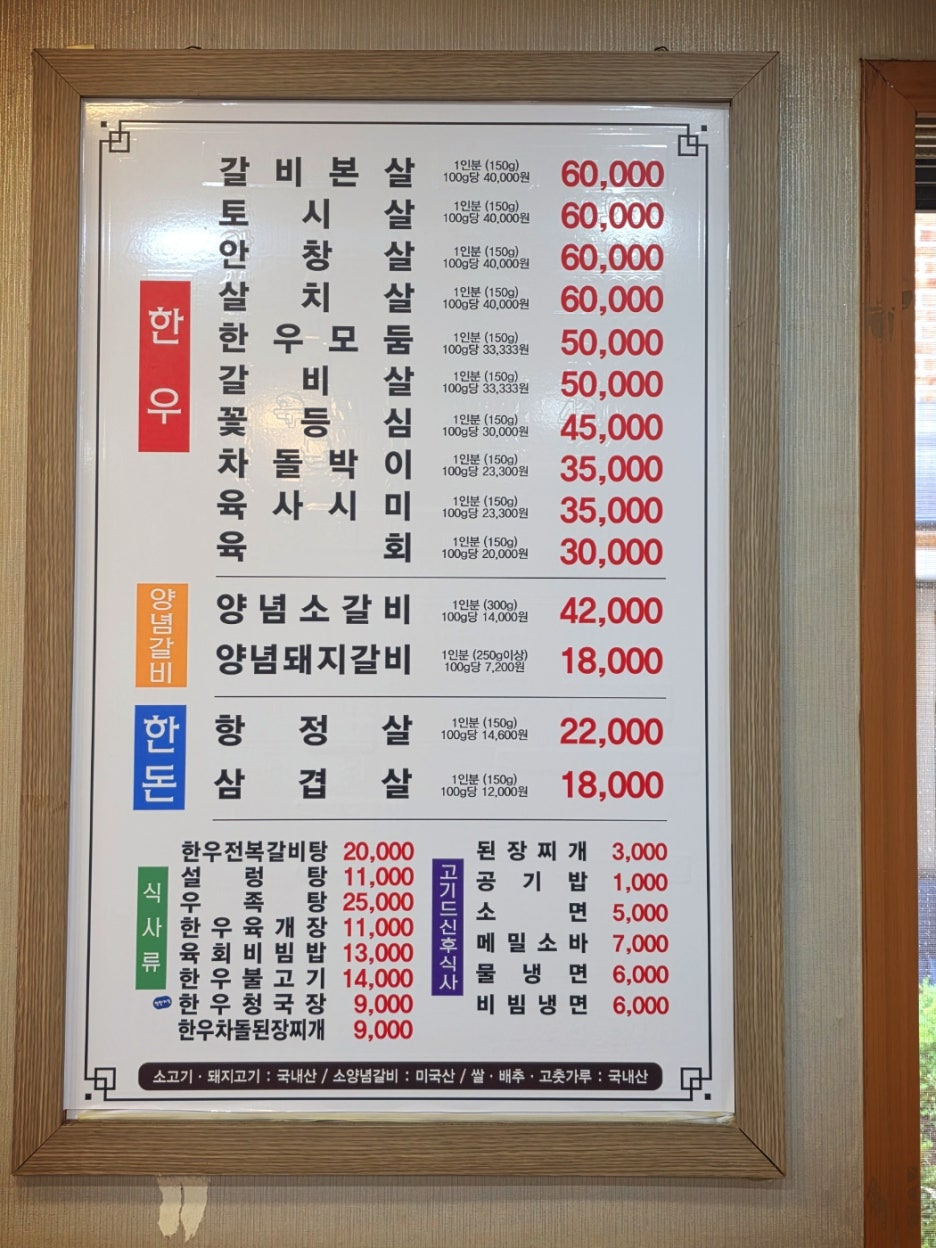 한우
갈비본살 1인분 (150g) 100g당 40,000원 60,000
토시살 1인분 (150g) 100g당 40,000원 60,000
안창살 1인분 (150g) 100g당 40,000원 60,000
살치살 1인분 (150g) 100g당 40,000원 60,000
한우모둠 1인분 (150g) 100g당 33,333원 50,000
갈비살 1인분 (150g) 100g당 33,333원 50,000
꽃등심 1인분 (150g) 100g당 30,000원 45,000
차돌박이 1인분 (150g) 100g당 23,300원 35,000
육사시미 1인분 (150g) 100g당 23,300원 35,000
육회 1인분 (150g) 100g당 20,000원 30,000
양념갈비
양념소갈비 1인분 (300g) 100g당 14,000원 42,000
양념돼지갈비 1인분 (250g이상) 100g당 7,200원 18,000
한돈
항정살 1인분 (150g) 100g당 14,600원 22,000
삼겹살 1인분 (150g) 100g당 12,000원 18,000
식사류
한우전복갈비탕 20,000
설렁탕 11,000
우족탕 25,000
한우육개장 11,000
육회비빔밥 13,000
한우불고기 14,000
한우청국장 9,000
한우차돌된장찌개 9,000
고기드신후식사
된장찌개 3,000
공기밥 1,000
소면 5,000
메밀소바 7,000
물냉면 6,000
비빔냉면 6,000
소고기 · 돼지고기 : 국내산 / 소양념갈비 : 미국산 / 쌀 · 배추 · 고춧가루 : 국내산